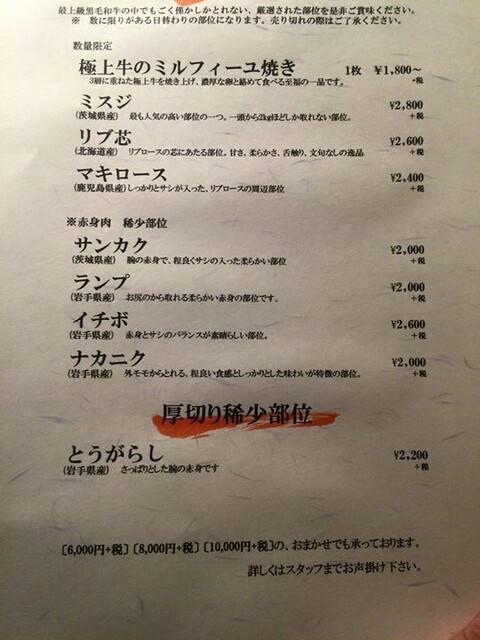 最上級黒毛和牛の中でもごく僅かしかとれない、厳選された部位を是非ご賞味ください。
※　数に限りがある日替わりの部位になります。売り切れの際はご了承ください。
数量限定
極上牛のミルフィーユ焼き　1枚　¥1,800~
3層に重ねた極上牛を焼き上げ、濃厚な卵と絡めて食べる至福の一品です。　+税
ミスジ　¥2,800
(茨城県産)　最も人気の高い部位の一つ。一頭から2kgほどしか取れない部位。　+税
リブ芯　¥2,600
(北海道産)　リブロースの芯にあたる部位。甘さ、柔らかさ、舌触り、文句なしの逸品　+税
マキロース　¥2,400
(鹿児島県産)しっかりとサシが入った、リブロースの周辺部位　+税
※赤身肉　稀少部位
サンカク　¥2,000
(茨城県産)　腕の赤身で、程良くサシの入った柔らかい部位　+税
ランプ　¥2,000
(岩手県産)　お尻のから取れる柔らかい赤身の部位です。　+税
イチボ　¥2,600
(岩手県産)　赤身とサシのバランスが素晴らしい部位。　+税
ナカニク　¥2,000
(岩手県産)　外モモからとれる、程良い食感としっかりとした味わいが特徴の部位。　+税
厚切り稀少部位
とうがらし　¥2,200
(岩手県産)　さっぱりとした腕の赤身です　+税
〔6,000円+税〕〔8,000円+税〕〔10,000円+税〕の、おまかせでも承っております。
詳しくはスタッフまでお声掛け下さい。